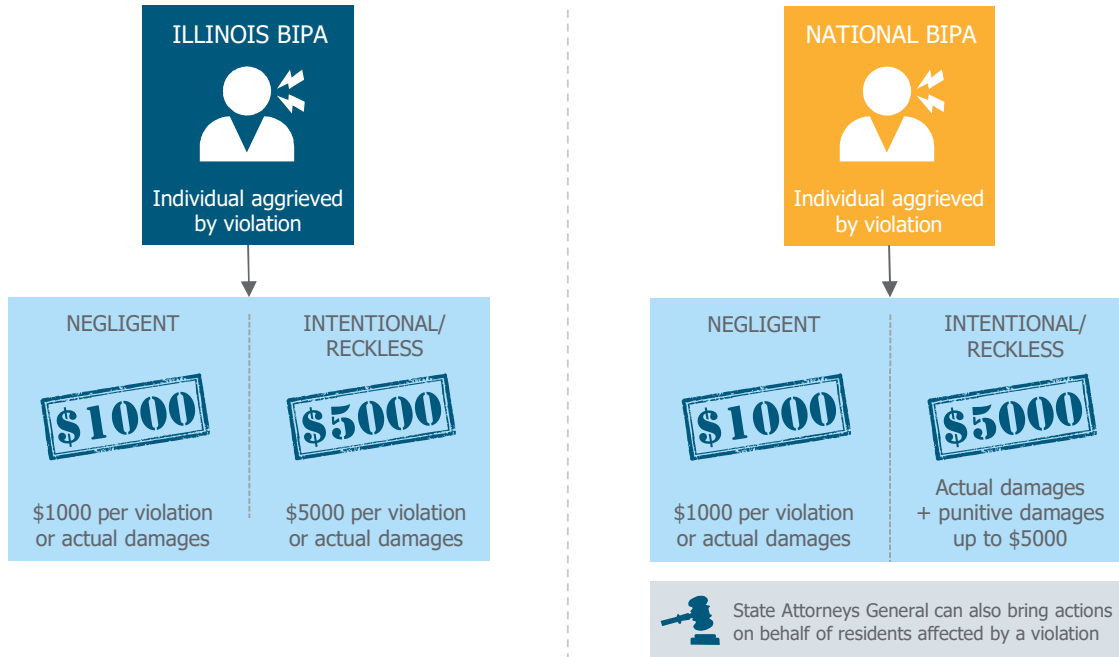 ILLINOIS BIPA
Individual aggrieved
by violation
NEGLIGENT
$1000
$1000 per violation
or actual damages
INTENTIONAL/
RECKLESS
$5000
$5000 per violation
or actual damages
NATIONAL BIPA
Individual aggrieved
by violation
NEGLIGENT
$1000
$1000 per violation
or actual damages
INTENTIONAL/
RECKLESS
$5000
Actual damages
+ punitive damages
up to $5000
State Attorneys General can also bring actions
on behalf of residents affected by a violation